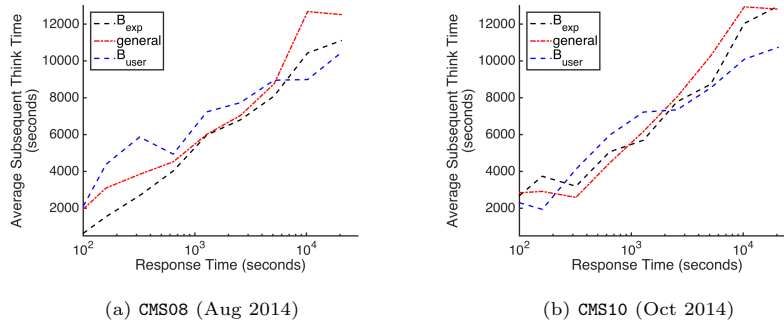 12000
10000
8000
6000
4000
2000
B_exp
general
B_user
Average Subsequent Think Time
(seconds)
10^2
10^3
10^4
Response Time (seconds)
(a) CMS08 (Aug 2014)
12000
10000
8000
6000
4000
2000
B_exp
general
B_user
Average Subsequent Think Time
(seconds)
10^2
10^3
10^4
Response Time (seconds)
(b) CMS10 (Oct 2014)